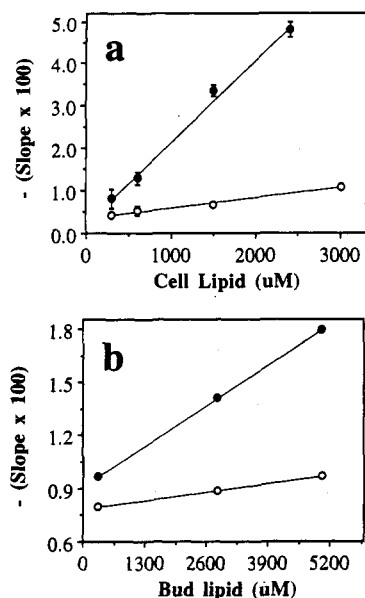 a
- (Slope x 100)
5.0
4.0
3.0
2.0
1.0
0.0
0 1000 2000 3000
Cell Lipid (uM)
b
- (Slope x 100)
1.8
1.5
1.2
0.9
0.6
0 1300 2600 3900 5200
Bud lipid (uM)